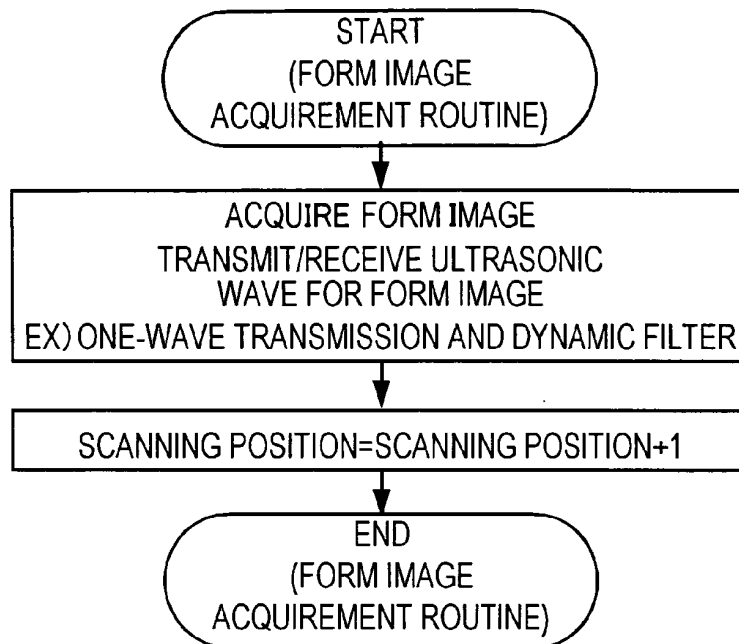 START
(FORM IMAGE
ACQUIREMENT ROUTINE)
ACQUIRE FORM IMAGE
TRANSMIT/RECEIVE ULTRASONIC
WAVE FOR FORM IMAGE
EX) ONE-WAVE TRANSMISSION AND DYNAMIC FILTER
SCANNING POSITION=SCANNING POSITION+1
END
(FORM IMAGE
ACQUIREMENT ROUTINE)